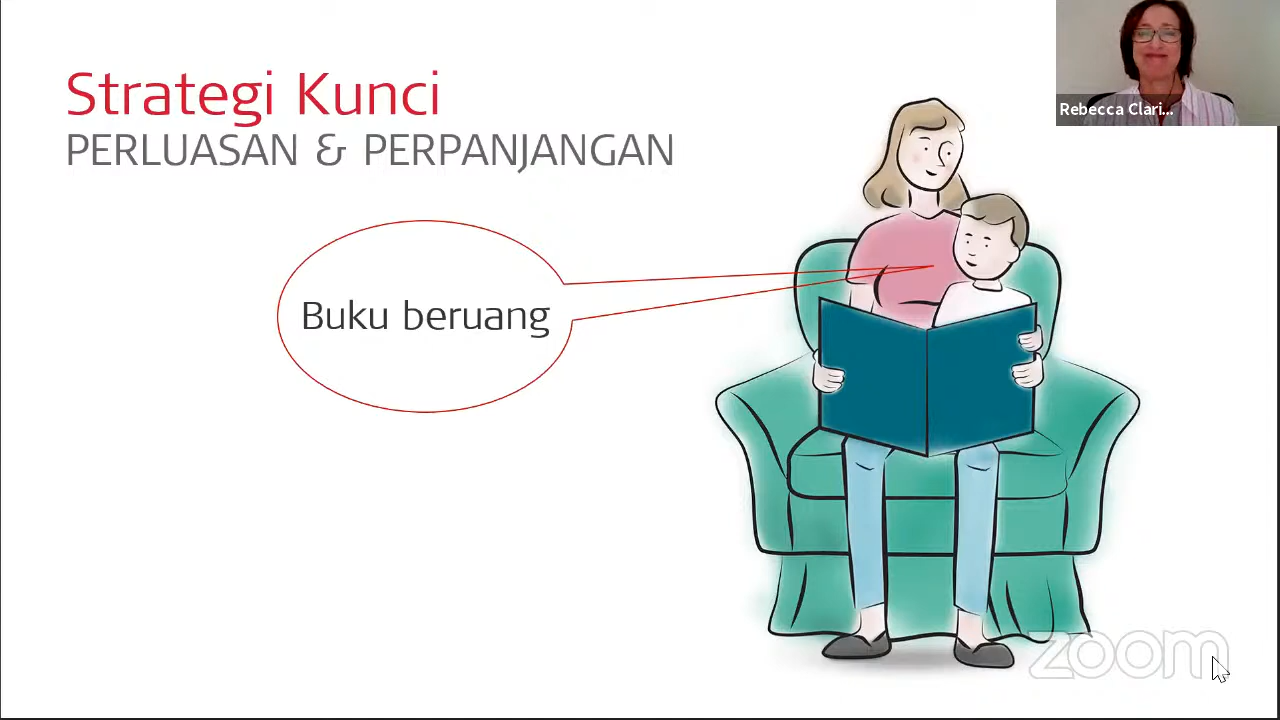 Strategi Kunci
PERLUASAN & PERPANJANGAN
Buku beruang
Rebecca Clari...
zoom